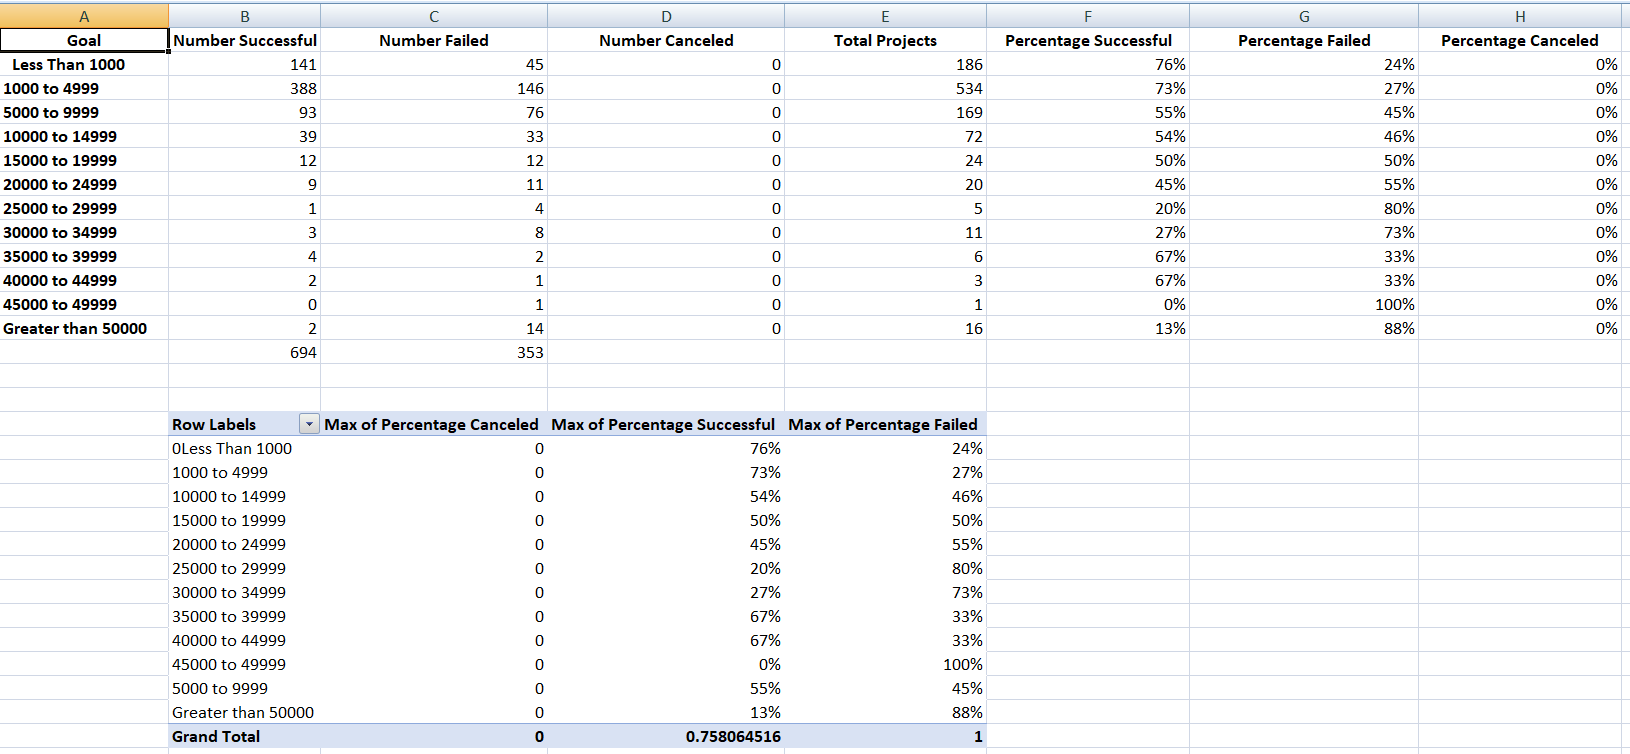 A B C D E F G H
Goal Number Successful Number Failed Number Canceled Total Projects Percentage Successful Percentage Failed Percentage Canceled
Less Than 1000 141 45 0 186 76% 24% 0%
1000 to 4999 388 146 0 534 73% 27% 0%
5000 to 9999 93 76 0 169 55% 45% 0%
10000 to 14999 39 33 0 72 54% 46% 0%
15000 to 19999 12 12 0 24 50% 50% 0%
20000 to 24999 9 11 0 20 45% 55% 0%
25000 to 29999 1 4 0 5 20% 80% 0%
30000 to 34999 3 8 0 11 27% 73% 0%
35000 to 39999 4 2 0 6 67% 33% 0%
40000 to 44999 2 1 0 3 67% 33% 0%
45000 to 49999 0 1 0 1 0% 100% 0%
Greater than 50000 2 14 0 16 13% 88% 0%
694 353
Row Labels Max of Percentage Canceled Max of Percentage Successful Max of Percentage Failed
0Less Than 1000 0 76% 24%
1000 to 4999 0 73% 27%
10000 to 14999 0 54% 46%
15000 to 19999 0 50% 50%
20000 to 24999 0 45% 55%
25000 to 29999 0 20% 80%
30000 to 34999 0 27% 73%
35000 to 39999 0 67% 33%
40000 to 44999 0 67% 33%
45000 to 49999 0 0% 100%
5000 to 9999 0 55% 45%
Greater than 50000 0 13% 88%
Grand Total 0 0.758064516 1